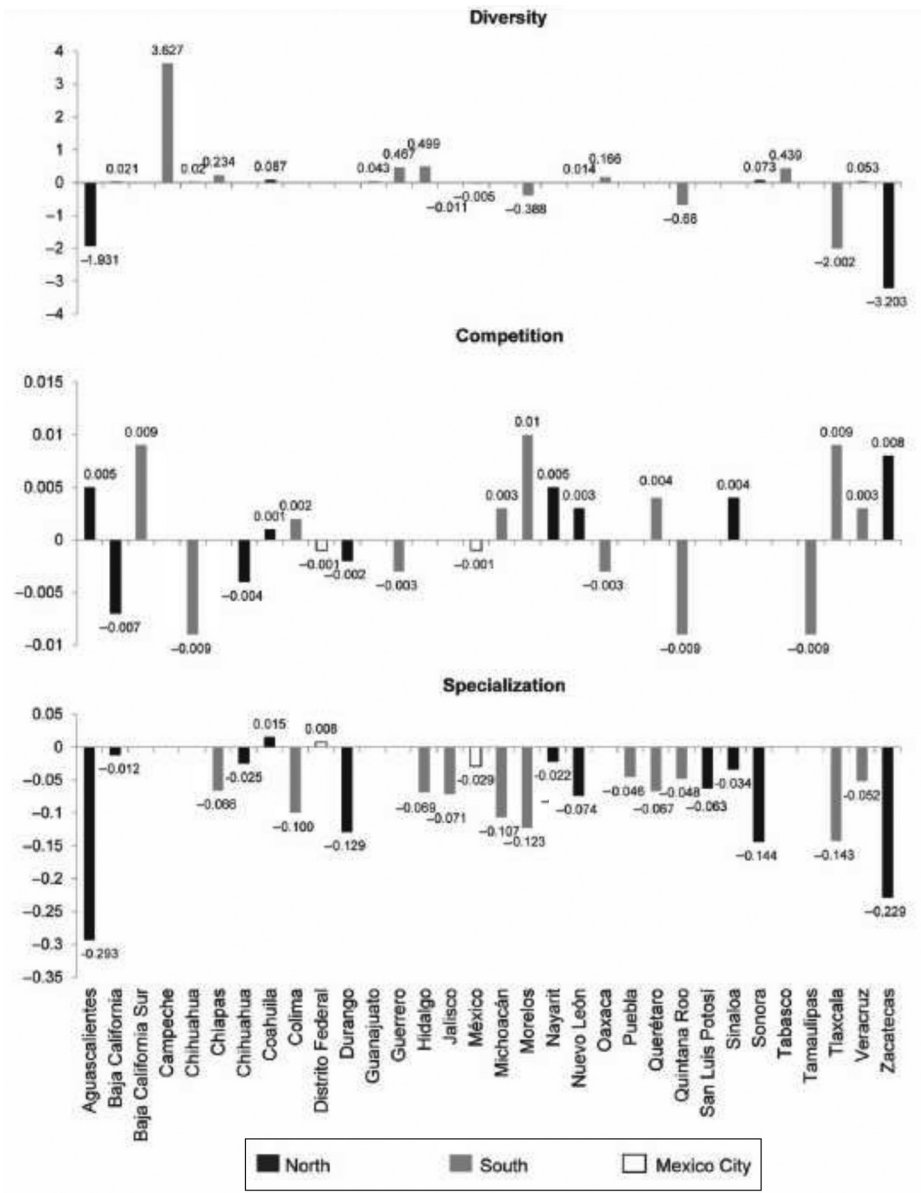 Diversity
4
3
2
1
0
−1
−2
−3
−4
−1.931
0.021
3.627
0.02
0.234
0.087
0.043
0.467
0.499
−0.011
−0.005
−0.388
0.014
0.166
−0.66
0.073
0.439
−2.002
0.053
−3.203
Competition
0.015
0.01
0.005
0
−0.005
−0.01
0.005
−0.007
0.009
−0.009
−0.004
0.001
0.002
−0.001
−0.002
−0.003
−0.001
0.003
0.01
0.005
0.003
−0.003
0.004
−0.009
0.004
−0.009
0.009
0.003
0.008
Specialization
0.05
0
−0.05
−0.1
−0.15
−0.2
−0.25
−0.3
−0.35
−0.293
−0.012
−0.066
−0.025
0.015
−0.100
0.008
−0.129
−0.069
−0.071
−0.029
−0.107
−0.123
−0.022
−0.074
−0.046
−0.067
−0.048
−0.063
−0.034
−0.144
−0.143
−0.052
−0.229
Aguascalientes
Baja California
Baja California Sur
Campeche
Chihuahua
Chlapas
Chihuahua
Coahuila
Colima
Distrito Federal
Durango
Guanajuato
Guerrero
Hidalgo
Jalisco
México
Michoacán
Morelos
Nayarit
Nuevo Leòn
Oaxaca
Puebla
Querétaro
Quintana Roo
San Luis Potosí
Sinaloa
Sonora
Tabasco
Tamaulipas
Tlaxcala
Veracruz
Zacatecas
North South Mexico City